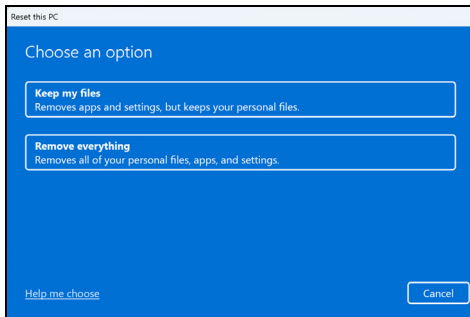 Reset this PC
Choose an option
Keep my files
Removes apps and settings, but keeps your personal files.
Remove everything
Removes all of your personal files, apps, and settings.
Help me choose
Cancel